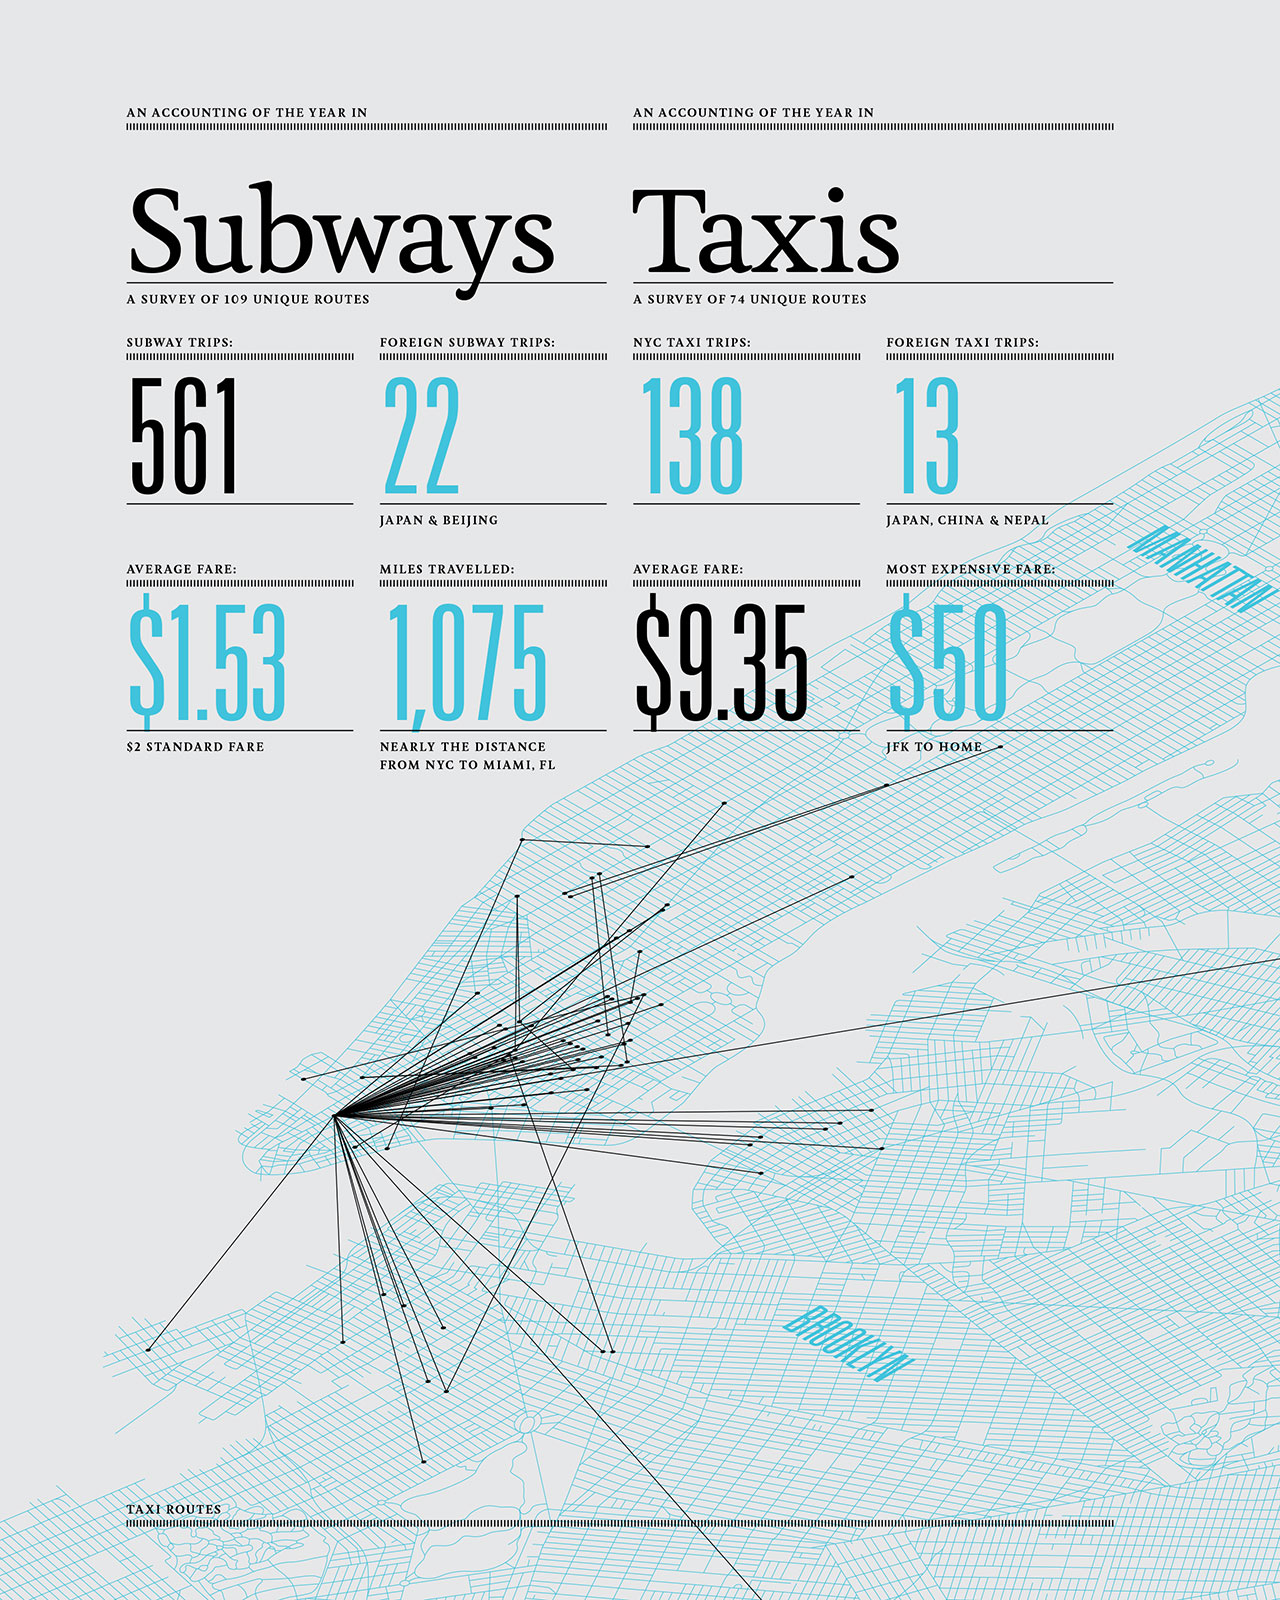 AN ACCOUNTING OF THE YEAR IN
Subways
A SURVEY OF 109 UNIQUE ROUTES
SUBWAY TRIPS:
561
FOREIGN SUBWAY TRIPS:
22
JAPAN & BEIJING
AVERAGE FARE:
$1.53
$2 STANDARD FARE
MILES TRAVELLED:
1,075
NEARLY THE DISTANCE
FROM NYC TO MIAMI, FL
AN ACCOUNTING OF THE YEAR IN
Taxis
A SURVEY OF 74 UNIQUE ROUTES
NYC TAXI TRIPS:
138
FOREIGN TAXI TRIPS:
13
JAPAN, CHINA & NEPAL
AVERAGE FARE:
$9.35
MOST EXPENSIVE FARE:
$50
JFK TO HOME
MANHATTAN
BROOKLYN
TAXI ROUTES